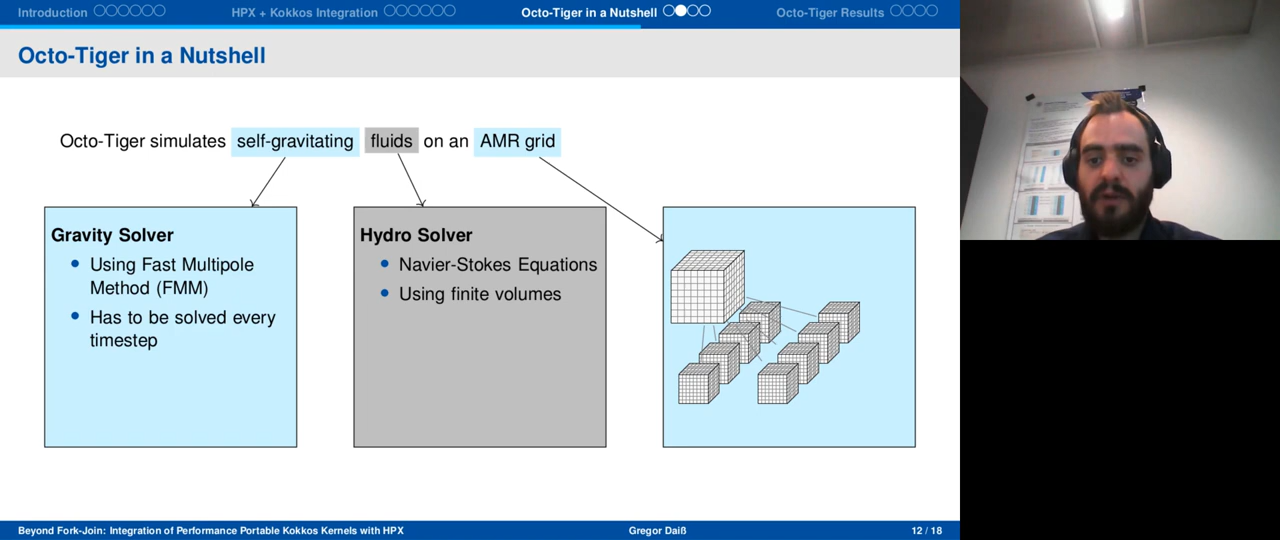 Introduction HPX + Kokkos Integration Octo-Tiger in a Nutshell Octo-Tiger Results
Octo-Tiger in a Nutshell
Octo-Tiger simulates self-gravitating fluids on an AMR grid
Gravity Solver
• Using Fast Multipole
Method (FMM)
• Has to be solved every
timestep
Hydro Solver
• Navier-Stokes Equations
• Using finite volumes
Beyond Fork-Join: Integration of Performance Portable Kokkos Kernels with HPX Gregor Daiß 12 / 18